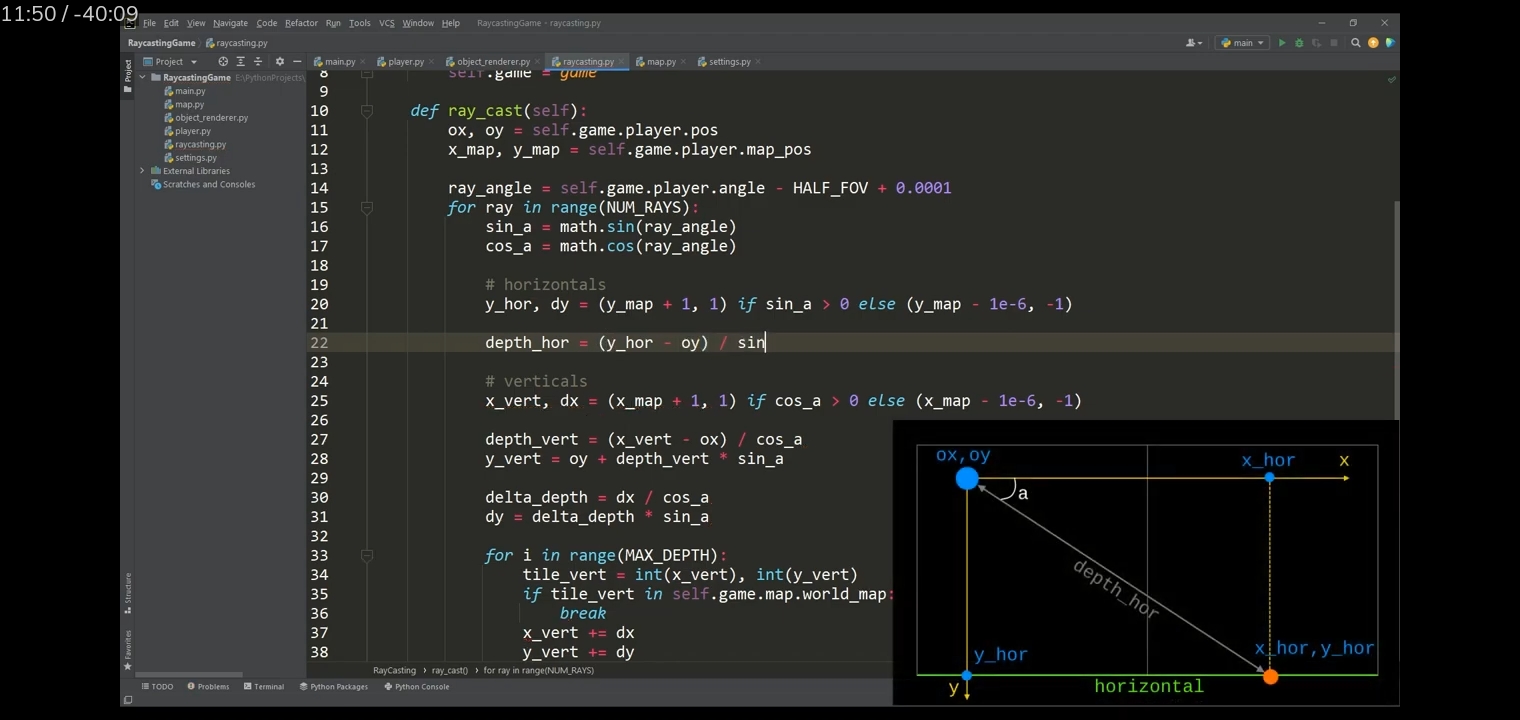 11:50 / -40:09
File Edit View Navigate Code Refactor Run Tools VCS Window Help RaycastingGame - raycasting.py
RaycastingGame raycasting.py main
Project
main.py player.py object_renderer.py raycasting.py map.py settings.py
Project
RaycastingGame E:\PythonProjects\
main.py
map.py
object_renderer.py
player.py
raycasting.py
settings.py
External Libraries
Scratches and Consoles
Structure
Favorites
8 self.game = game
9
10 def ray_cast(self):
11 ox, oy = self.game.player.pos
12 x_map, y_map = self.game.player.map_pos
13
14 ray_angle = self.game.player.angle - HALF_FOV + 0.0001
15 for ray in range(NUM_RAYS):
16 sin_a = math.sin(ray_angle)
17 cos_a = math.cos(ray_angle)
18
19 # horizontals
20 y_hor, dy = (y_map + 1, 1) if sin_a > 0 else (y_map - 1e-6, -1)
21
22 depth_hor = (y_hor - oy) / sin
23
24 # verticals
25 x_vert, dx = (x_map + 1, 1) if cos_a > 0 else (x_map - 1e-6, -1)
26
27 depth_vert = (x_vert - ox) / cos_a
28 y_vert = oy + depth_vert * sin_a
29
30 delta_depth = dx / cos_a
31 dy = delta_depth * sin_a
32
33 for i in range(MAX_DEPTH):
34 tile_vert = int(x_vert), int(y_vert)
35 if tile_vert in self.game.map.world_map:
36 break
37 x_vert += dx
38 y_vert += dy
ox,oy
x_hor
x
a
depth_hor
y_hor
x_hor,y_hor
y
horizontal
RayCasting ray_cast() for ray in range(NUM_RAYS)
TODO Problems Terminal Python Packages Python Console